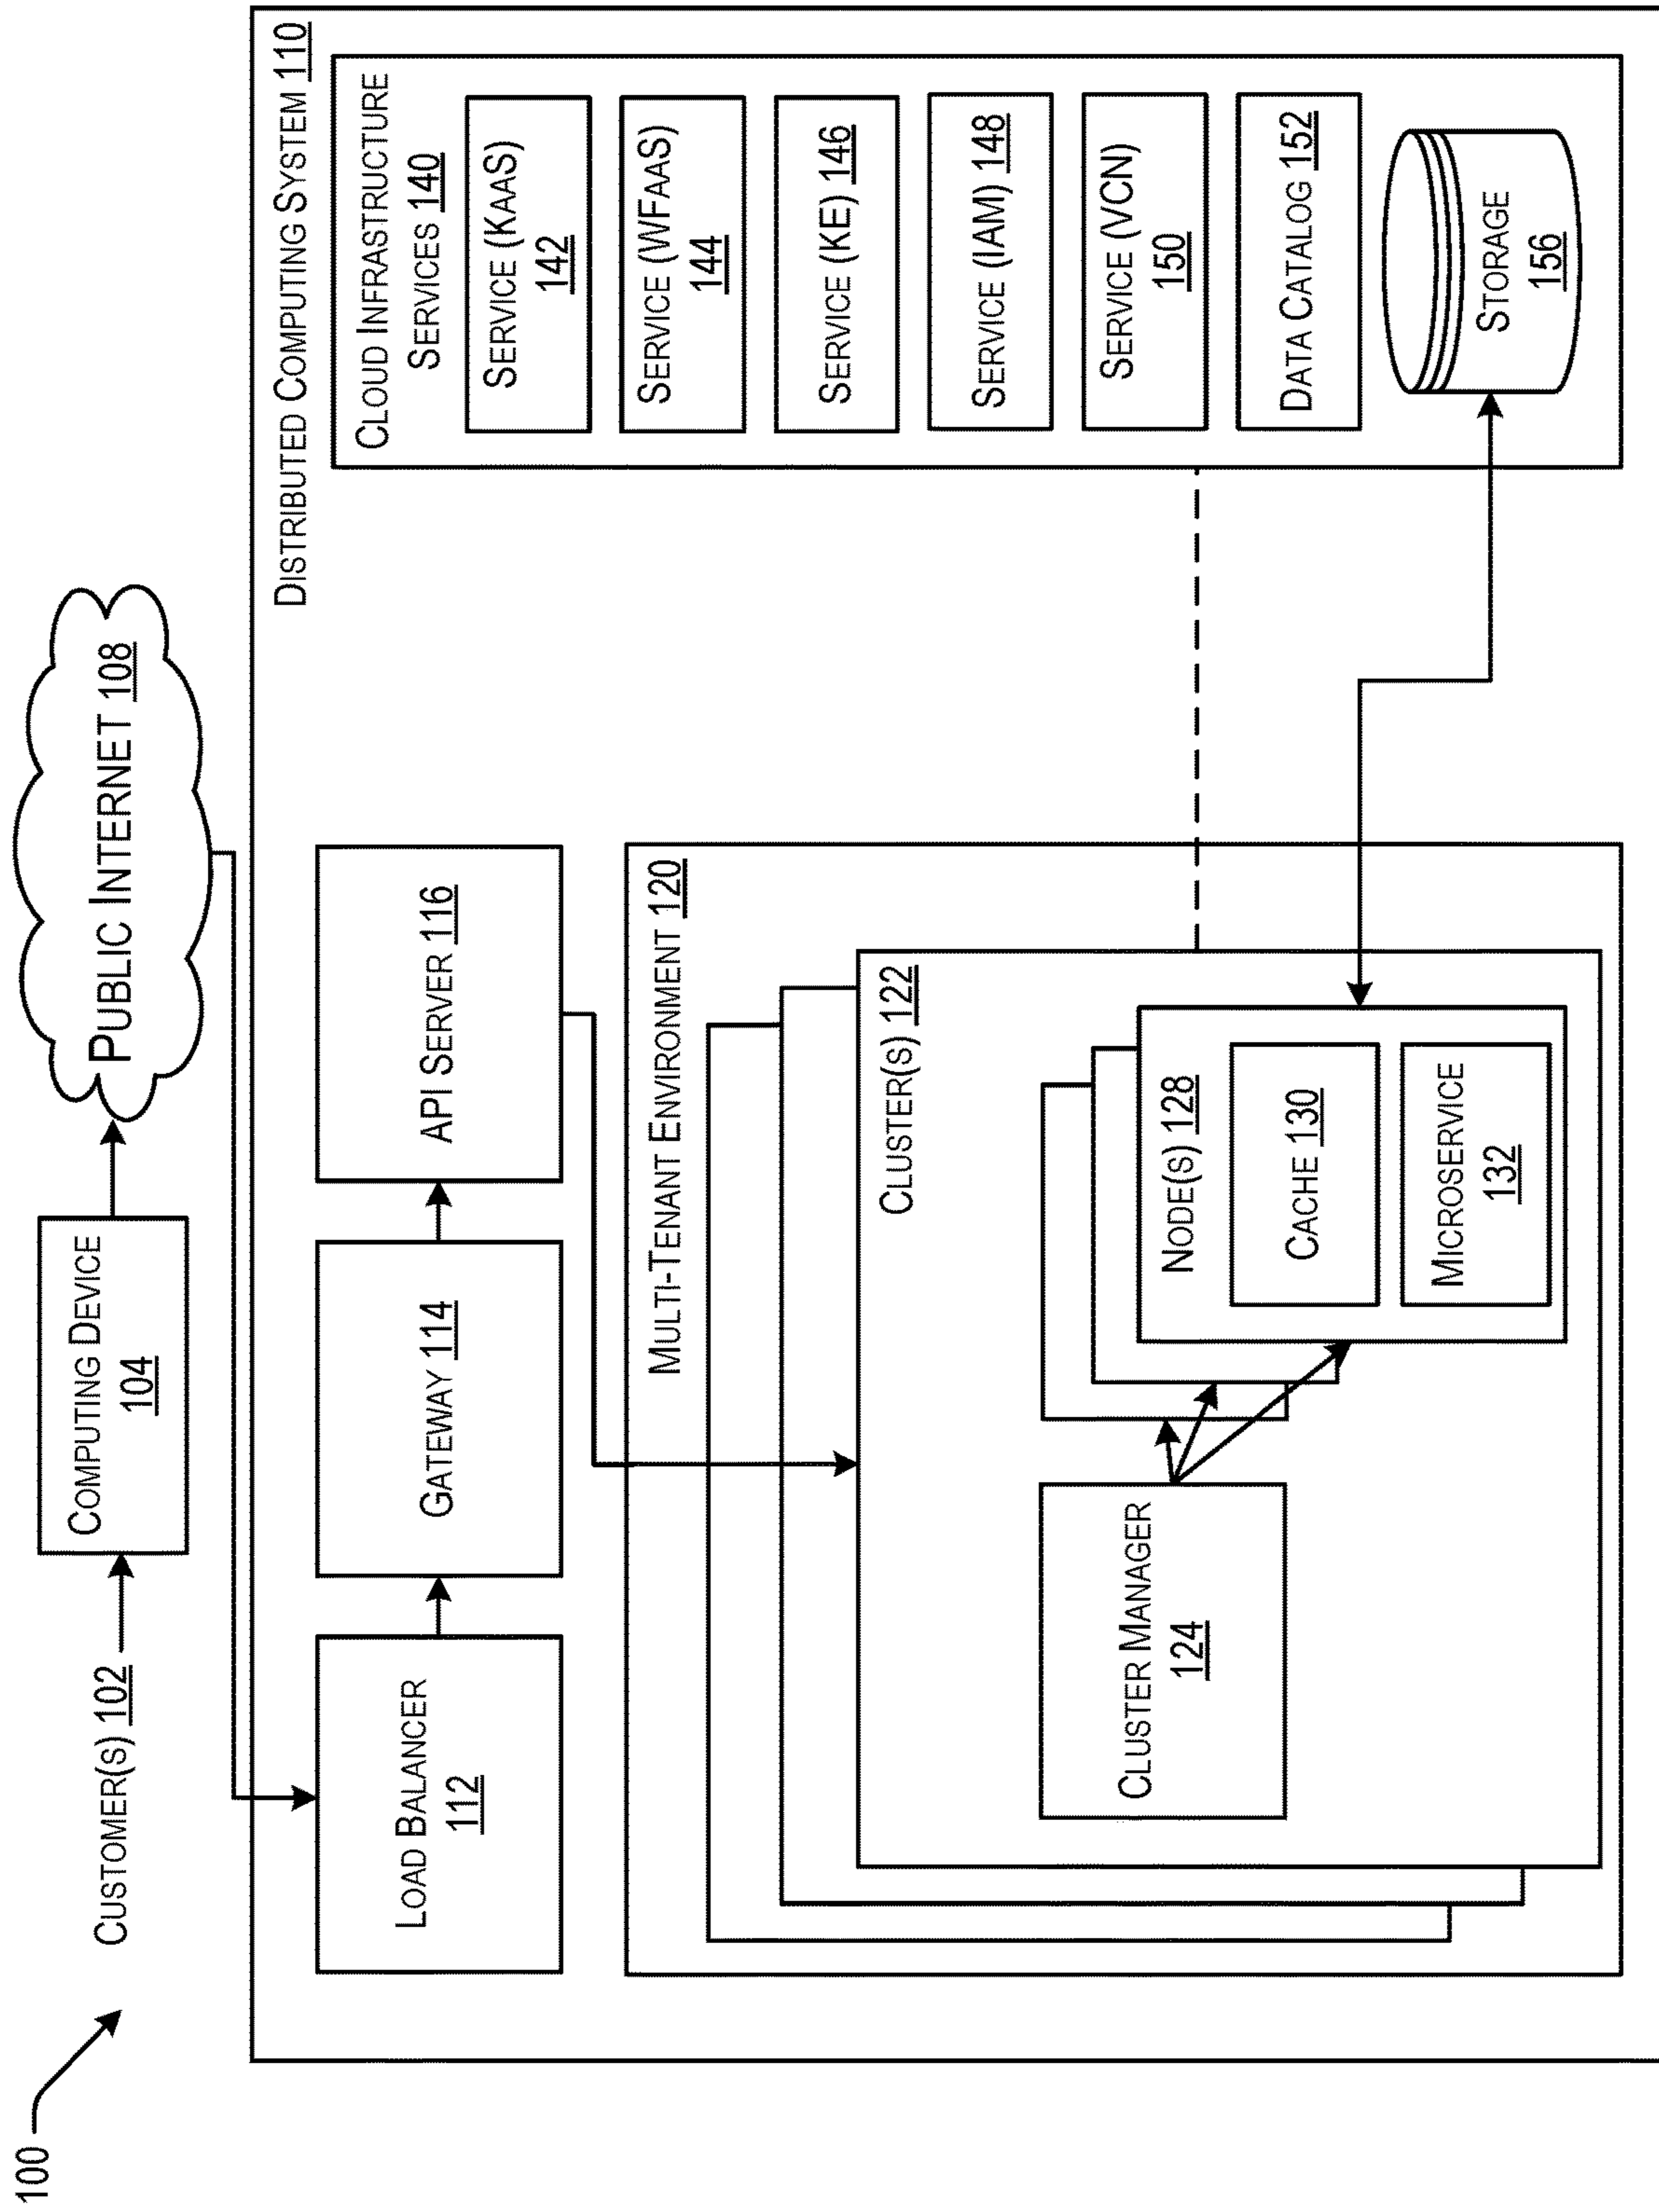 100
CUSTOMER(S) 102
COMPUTING DEVICE
104
PUBLIC INTERNET 108
DISTRIBUTED COMPUTING SYSTEM 110
LOAD BALANCER
112
GATEWAY 114
API SERVER 116
MULTI-TENANT ENVIRONMENT 120
CLUSTER(S) 122
CLUSTER MANAGER
124
NODE(S) 128
CACHE 130
MICROSERVICE
132
CLOUD INFRASTRUCTURE
SERVICES 140
SERVICE (KAAS)
142
SERVICE (WFAAS)
144
SERVICE (KE) 146
SERVICE (IAM) 148
SERVICE (VCN)
150
DATA CATALOG 152
STORAGE
156